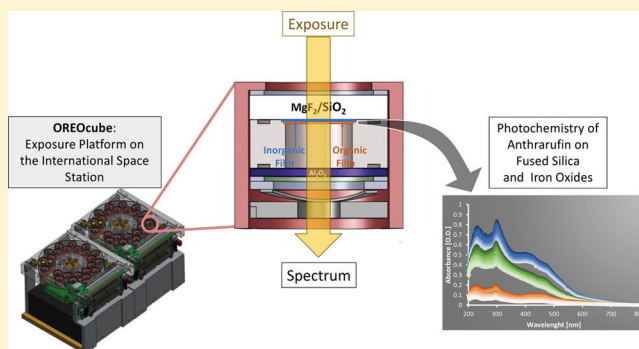 Exposure
OREOcube:
Exposure Platform on
the International Space
Station
MgF₂/SiO₂
Inorganic
Film
Organic
Film
Al₂O₃
Spectrum
Photochemistry of
Anthrarufin on
Fused Silica
and Iron Oxides
Absorbance [O.D.]
1
0.9
0.8
0.7
0.6
0.5
0.4
0.3
0.2
0.1
0
200 300 400 500 600 700 800
Wavelenght [nm]